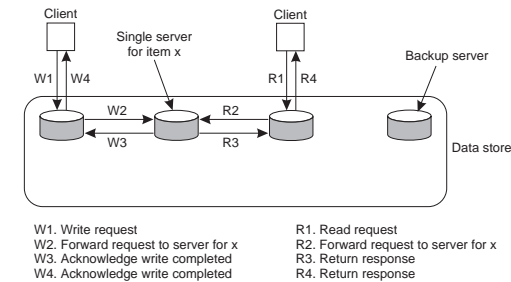 Client
Client
Single server
for item x
Backup server
W1
W4
R1
R4
W2
R2
W3
R3
Data store
W1. Write request
W2. Forward request to server for x
W3. Acknowledge write completed
W4. Acknowledge write completed
R1. Read request
R2. Forward request to server for x
R3. Return response
R4. Return response